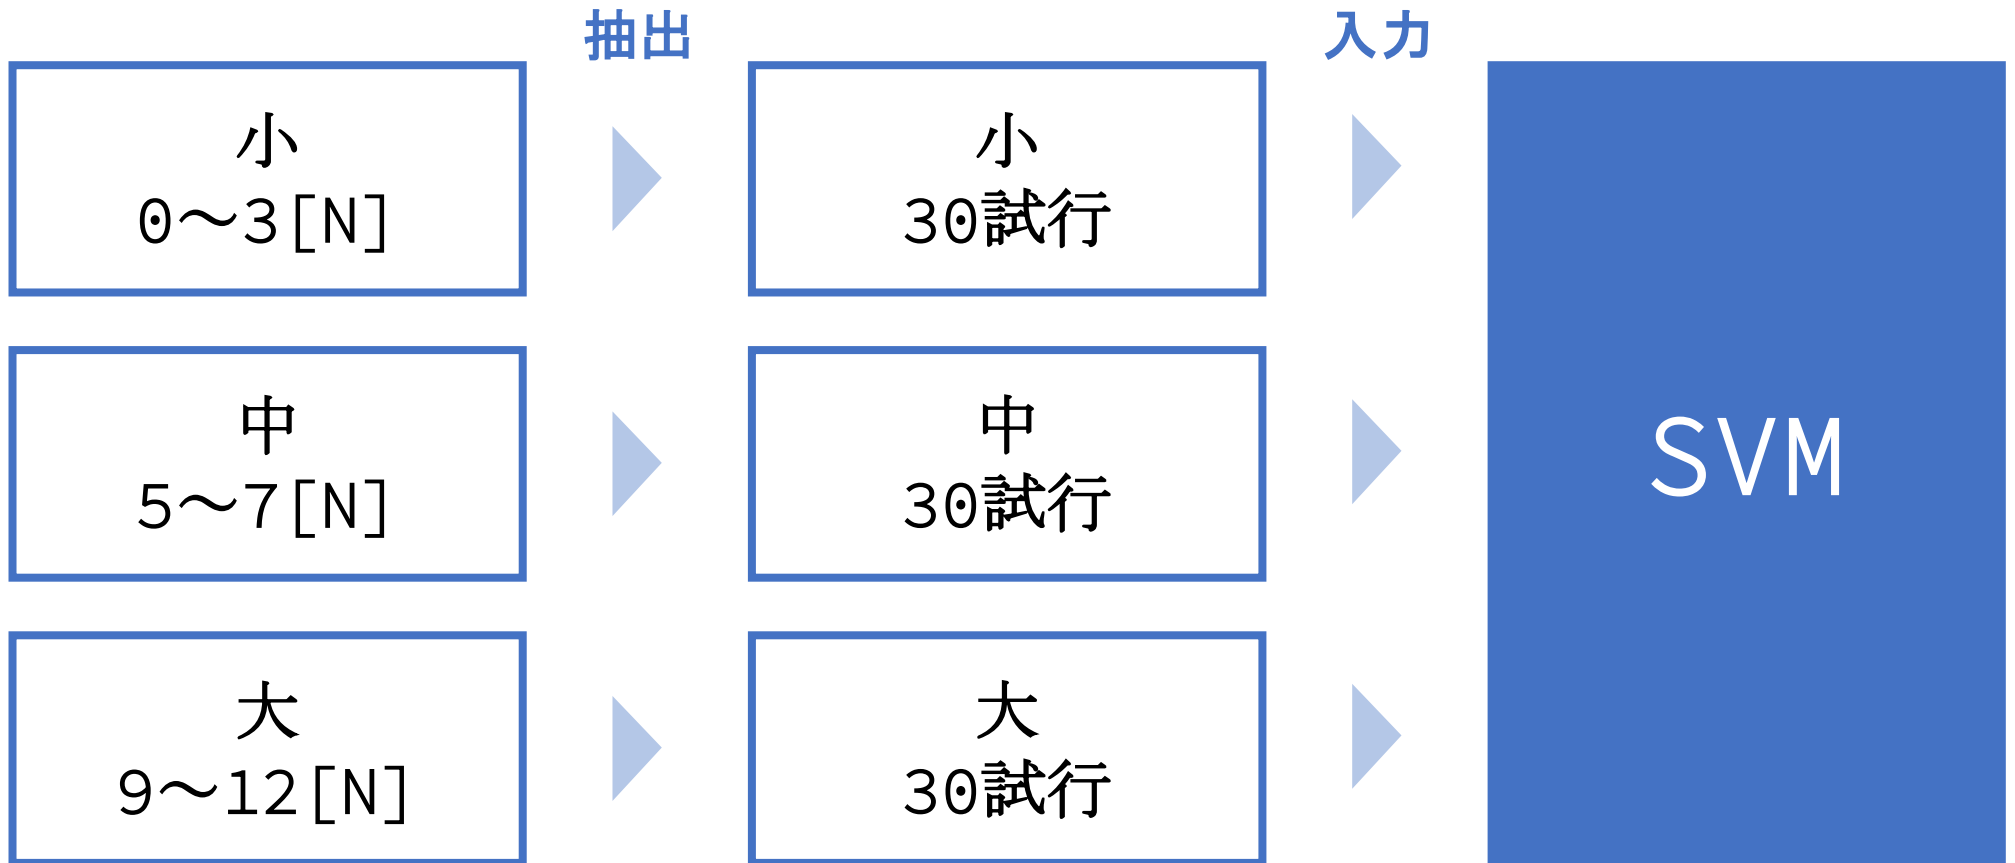 抽出
入力
小
0～3[N]
小
30試行
中
5～7[N]
中
30試行
SVM
大
9～12[N]
大
30試行